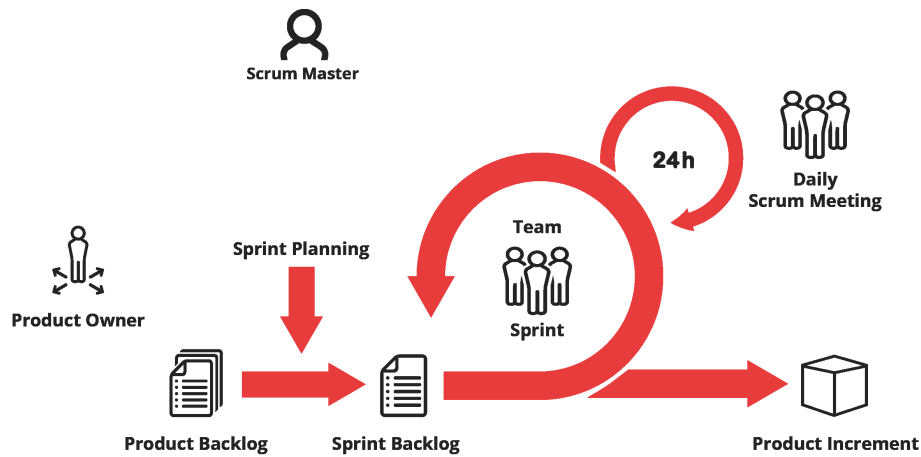 Scrum Master
24h
Daily
Scrum Meeting
Team
Sprint Planning
Sprint
Product Owner
Product Backlog
Sprint Backlog
Product Increment